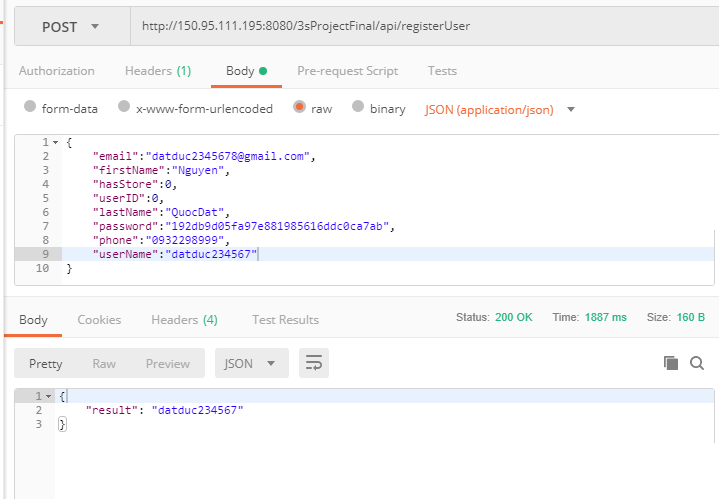 POST http://150.95.111.195:8080/3sProjectFinal/api/registerUser
Authorization Headers (1) Body Pre-request Script Tests
form-data x-www-form-urlencoded raw binary JSON (application/json)
1 {
2 "email":"datduc2345678@gmail.com",
3 "firstName":"Nguyen",
4 "hasStore":0,
5 "userID":0,
6 "lastName":"QuocDat",
7 "password":"192db9d05fa97e881985616ddc0ca7ab",
8 "phone":"0932298999",
9 "userName":"datduc234567"
10 }
Body Cookies Headers (4) Test Results Status: 200 OK Time: 1887 ms Size: 160 B
Pretty Raw Preview JSON
1 {
2 "result": "datduc234567"
3 }